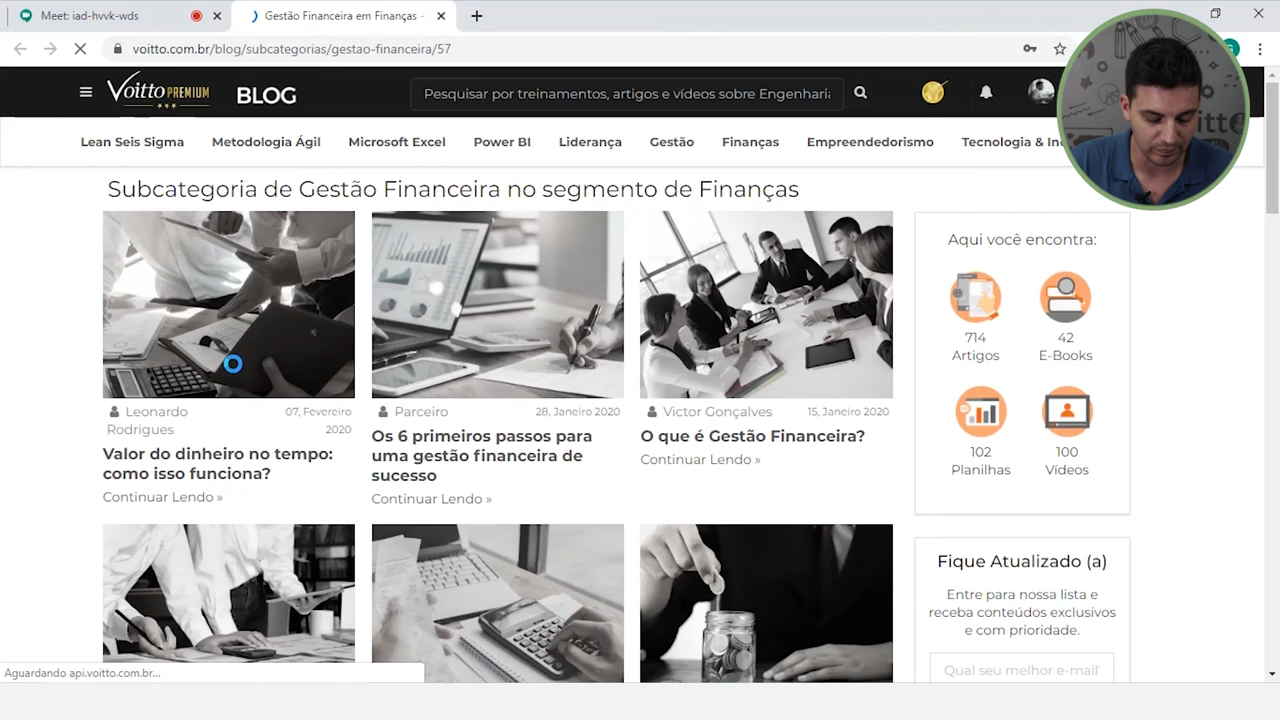 Meet: iad-hvvk-wds
Gestão Financeira em Finanças -
voitto.com.br/blog/subcategorias/gestao-financeira/57
Voitto PREMIUM
BLOG
Pesquisar por treinamentos, artigos e vídeos sobre Engenharia
Lean Seis Sigma Metodologia Ágil Microsoft Excel Power BI Liderança Gestão Finanças Empreendedorismo Tecnologia &
Subcategoria de Gestão Financeira no segmento de Finanças
Leonardo Rodrigues
07, Fevereiro 2020
Valor do dinheiro no tempo:
como isso funciona?
Continuar Lendo »
Parceiro 28, Janeiro 2020
Os 6 primeiros passos para
uma gestão financeira de
sucesso
Continuar Lendo »
Victor Gonçalves 15, Janeiro 2020
O que é Gestão Financeira?
Continuar Lendo »
Aqui você encontra:
714
Artigos
42
E-Books
102
Planilhas
100
Vídeos
Fique Atualizado (a)
Entre para nossa lista e
receba conteúdos exclusivos
e com prioridade.
Qual seu melhor e-mail?
Aguardando api.voitto.com.br...